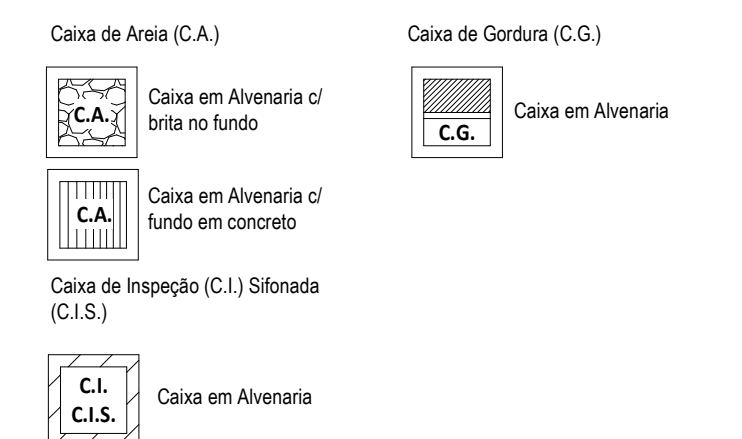 Caixa de Areia (C.A.)
C.A.
Caixa em Alvenaria c/
brita no fundo
C.A.
Caixa em Alvenaria c/
fundo em concreto
Caixa de Inspeção (C.I.) Sifonada
(C.I.S.)
C.I.
C.I.S.
Caixa em Alvenaria
Caixa de Gordura (C.G.)
C.G.
Caixa em Alvenaria